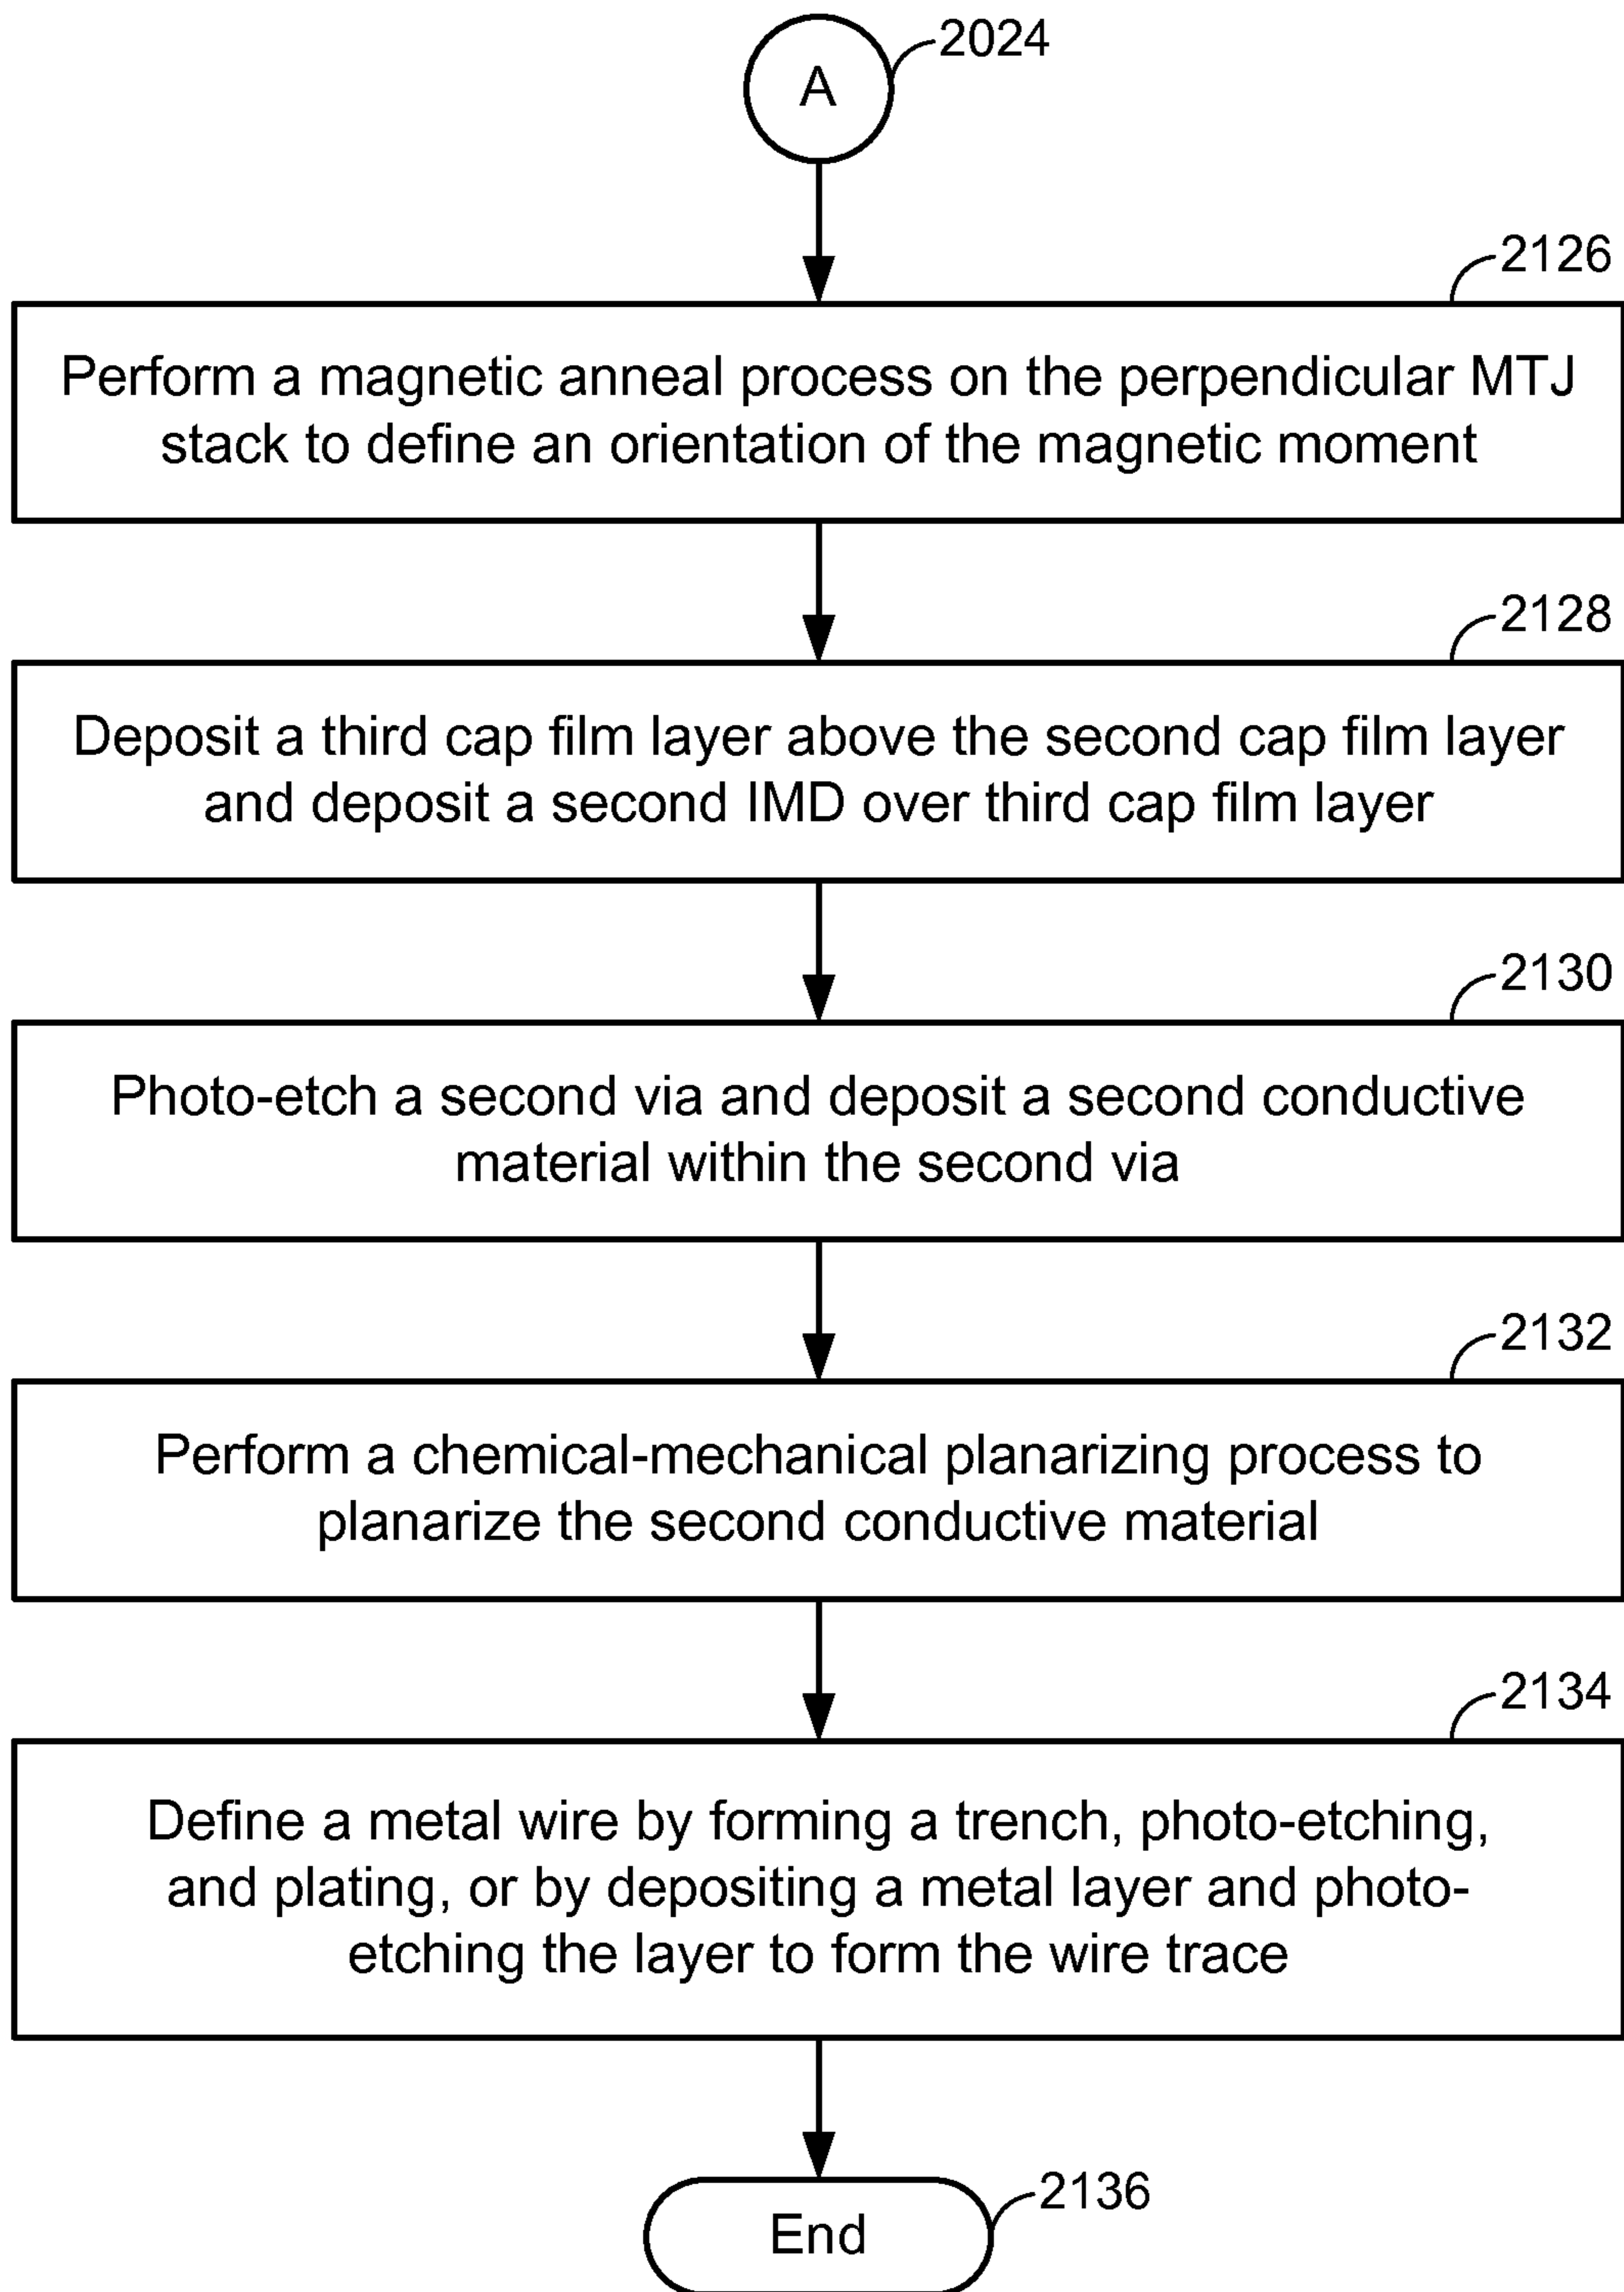 A
2024
2126
Perform a magnetic anneal process on the perpendicular MTJ
stack to define an orientation of the magnetic moment
2128
Deposit a third cap film layer above the second cap film layer
and deposit a second IMD over third cap film layer
2130
Photo-etch a second via and deposit a second conductive
material within the second via
2132
Perform a chemical-mechanical planarizing process to
planarize the second conductive material
2134
Define a metal wire by forming a trench, photo-etching,
and plating, or by depositing a metal layer and photo-
etching the layer to form the wire trace
2136
End